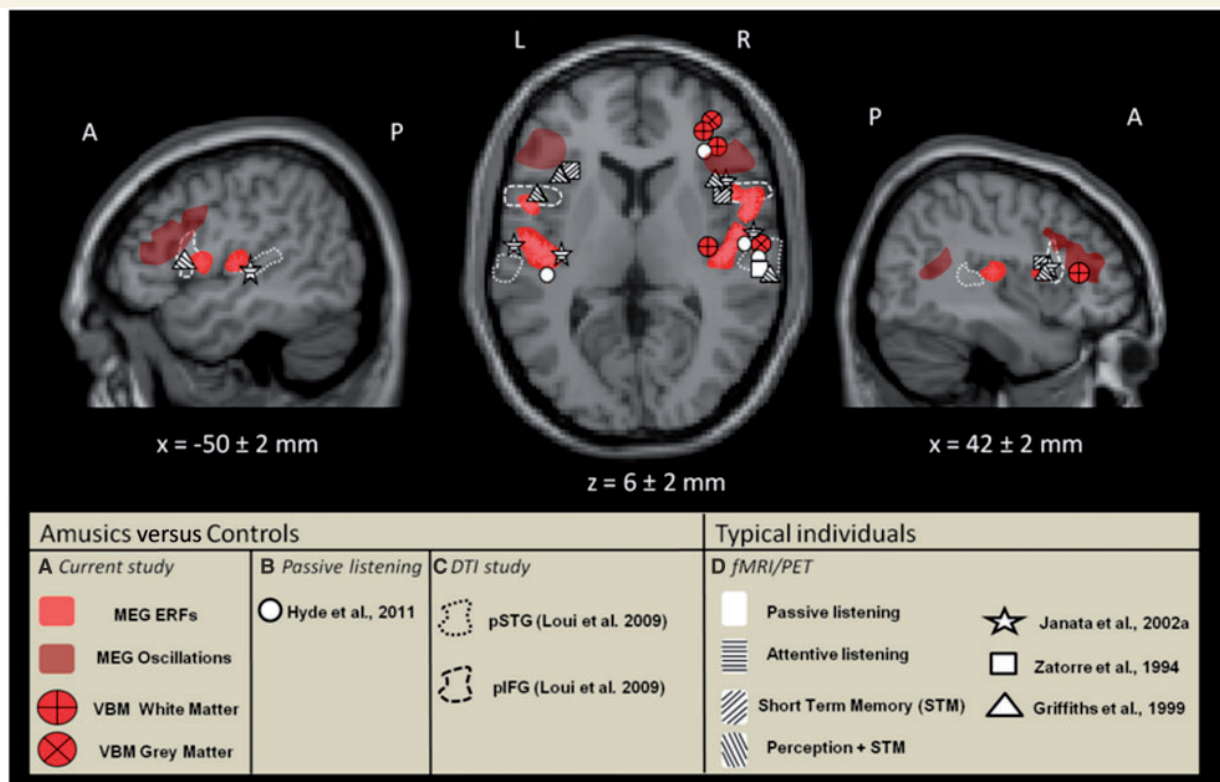 L R
A P P A
x = -50 ± 2 mm
z = 6 ± 2 mm
x = 42 ± 2 mm
Amusics versus Controls
Typical individuals
A Current study
MEG ERFs
MEG Oscillations
VBM White Matter
VBM Grey Matter
B Passive listening
Hyde et al., 2011
C DTI study
pSTG (Loui et al. 2009)
pIFG (Loui et al. 2009)
D fMRI/PET
Passive listening
Attentive listening
Short Term Memory (STM)
Perception + STM
Janata et al., 2002a
Zatorre et al., 1994
Griffiths et al., 1999